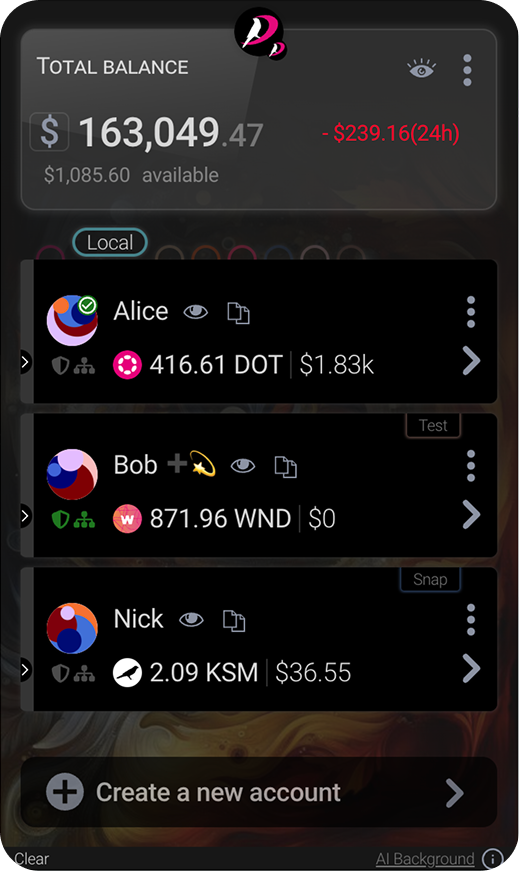 TOTAL BALANCE
$ 163,049.47 - $239.16(24h)
$1,085.60 available
Local
Alice
416.61 DOT $1.83k
Test
Bob
W 871.96 WND $0
Snap
Nick
2.09 KSM $36.55
Create a new account
Clear AI Background